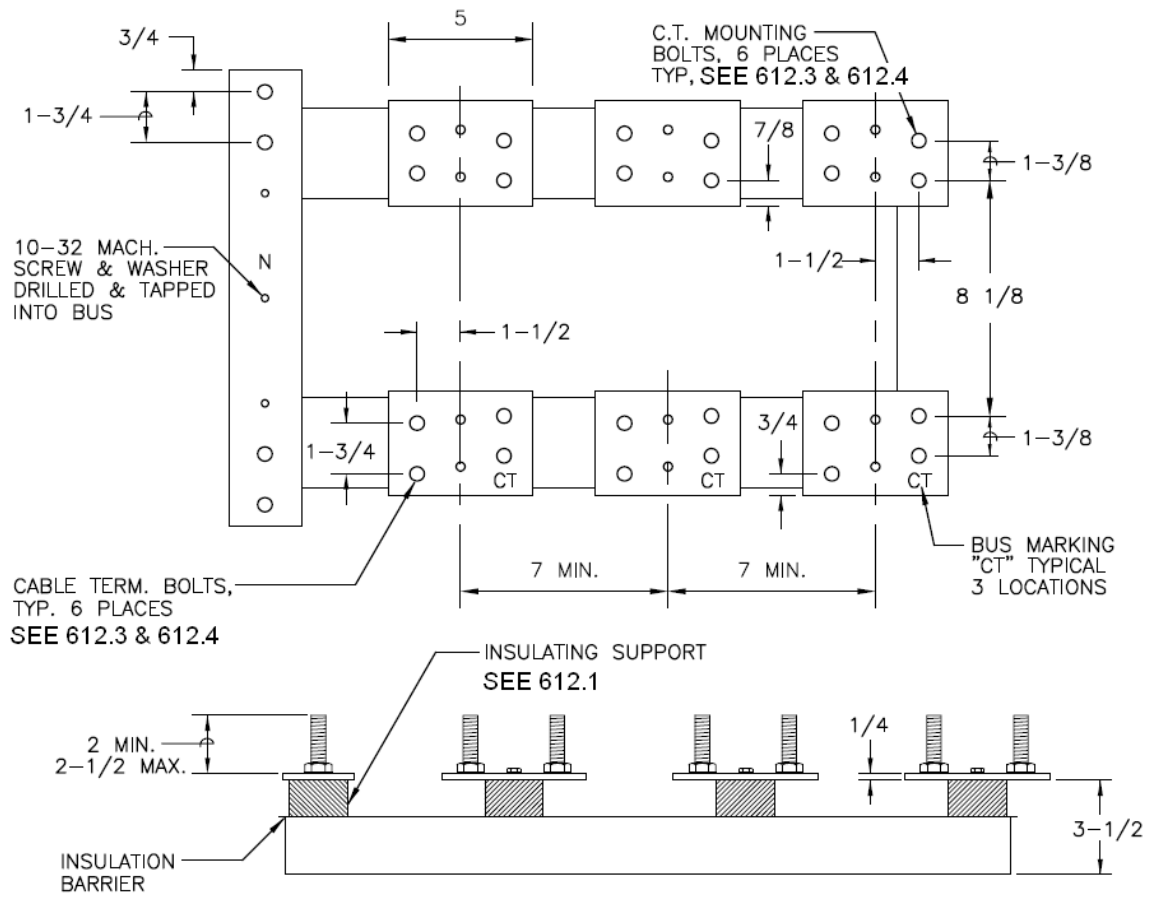 5
3/4
C.T. MOUNTING
BOLTS, 6 PLACES
TYP, SEE 612.3 & 612.4
1-3/4
7/8
1-3/8
10-32 MACH.
SCREW & WASHER
DRILLED & TAPPED
INTO BUS
N
1-1/2
8 1/8
1-1/2
3/4
1-3/4
1-3/8
CT
CT
CT
BUS MARKING
"CT" TYPICAL
3 LOCATIONS
7 MIN.
7 MIN.
CABLE TERM. BOLTS,
TYP. 6 PLACES
SEE 612.3 & 612.4
INSULATING SUPPORT
SEE 612.1
2 MIN.
2-1/2 MAX.
1/4
3-1/2
INSULATION
BARRIER